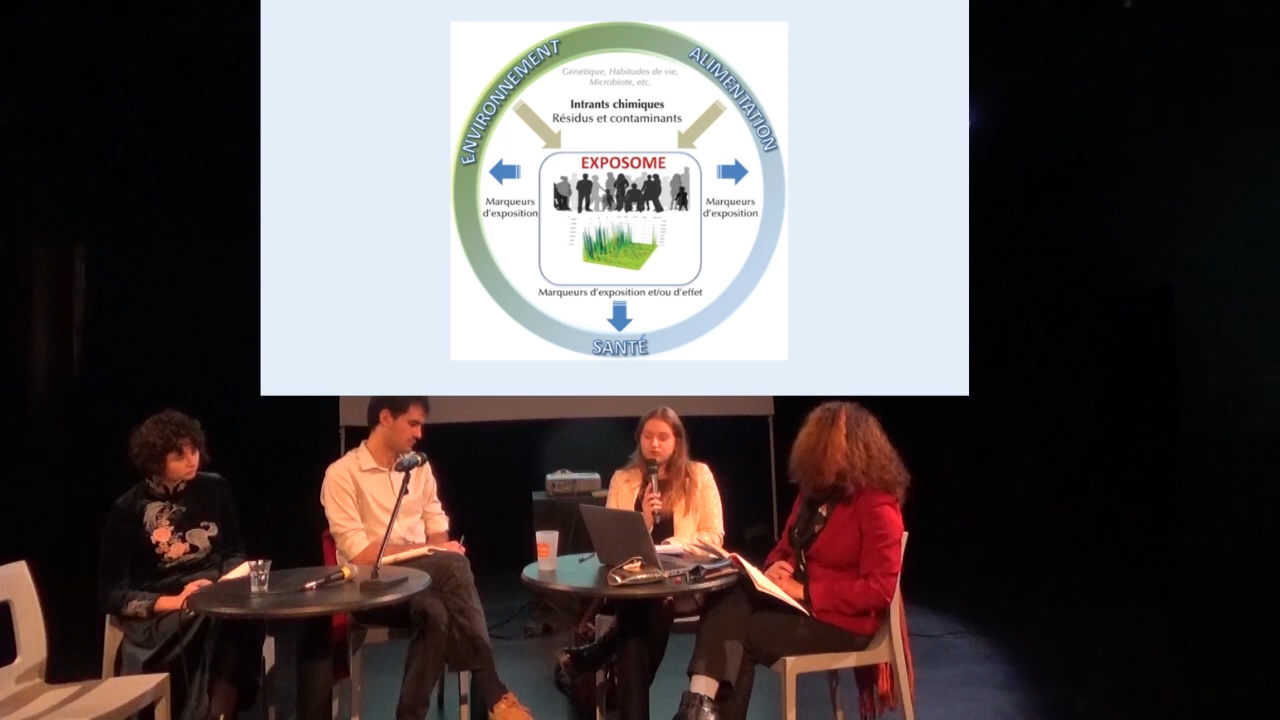 ENVIRONNEMENT
ALIMENTATION
Génétique, Habitudes de vie,
Microbiote, etc.
Intrants chimiques
Résidus et contaminants
EXPOSOME
Marqueurs
d'exposition
Marqueurs
d'exposition
Marqueurs d'exposition et/ou d'effet
SANTÉ